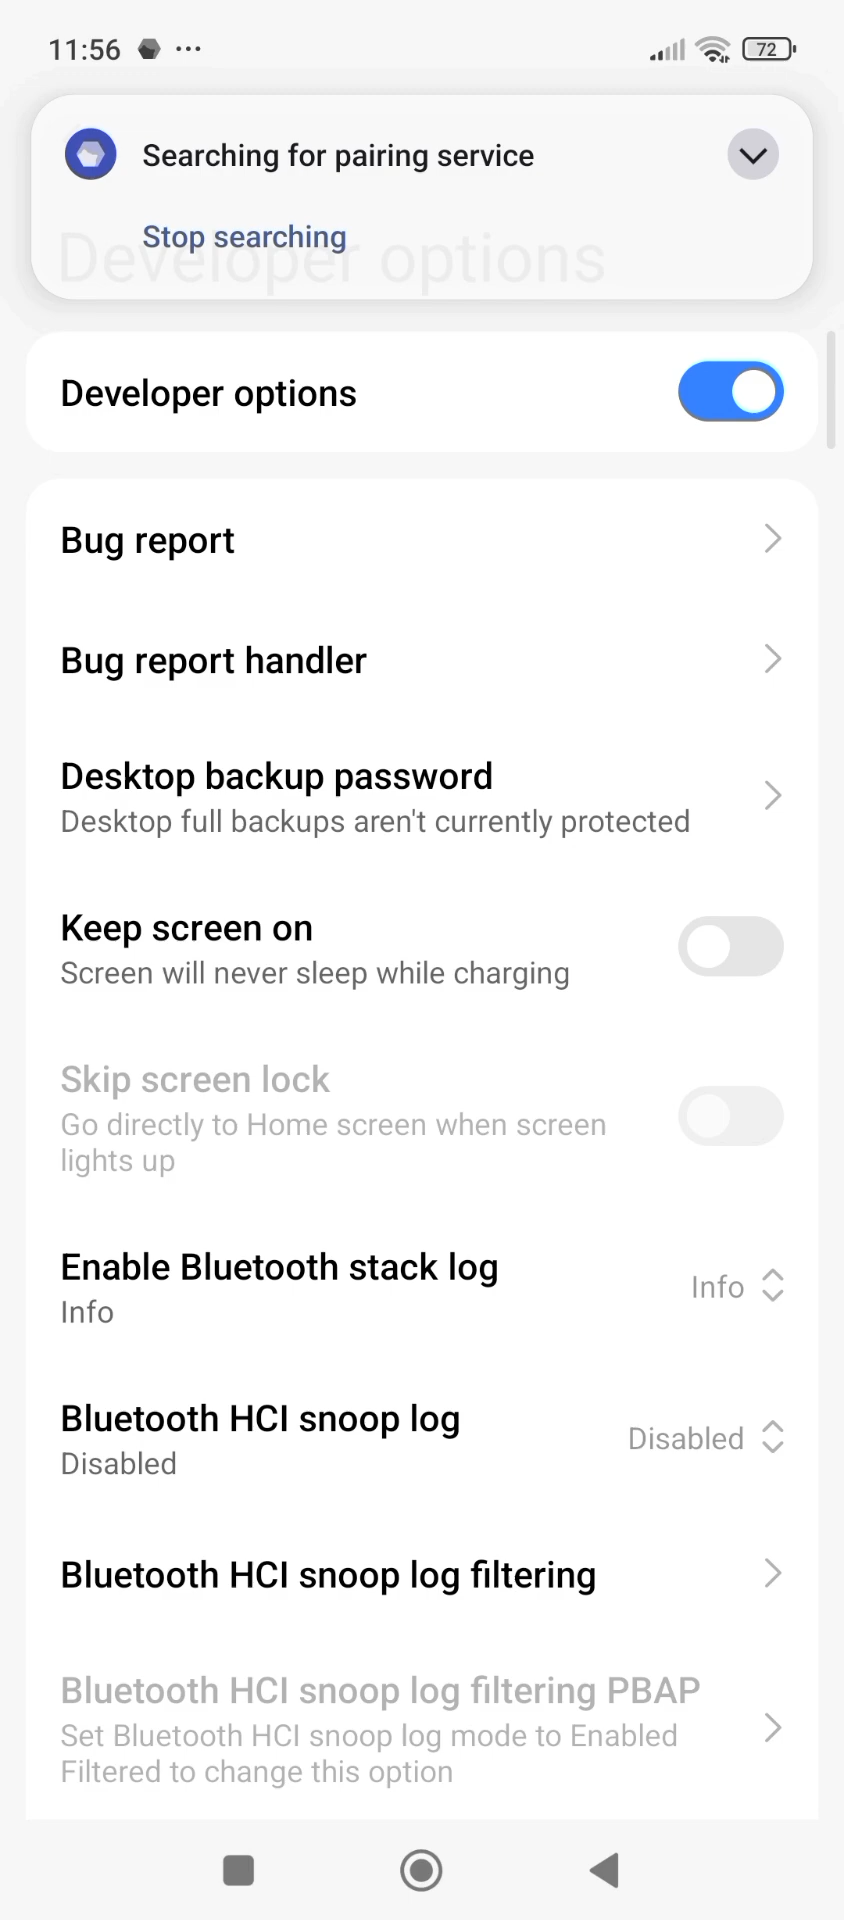 11:56
72
Searching for pairing service
Stop searching
Developer options
Developer options
Bug report
Bug report handler
Desktop backup password
Desktop full backups aren't currently protected
Keep screen on
Screen will never sleep while charging
Skip screen lock
Go directly to Home screen when screen
lights up
Enable Bluetooth stack log
Info
Info
Bluetooth HCI snoop log
Disabled
Disabled
Bluetooth HCI snoop log filtering
Bluetooth HCI snoop log filtering PBAP
Set Bluetooth HCI snoop log mode to Enabled
Filtered to change this option